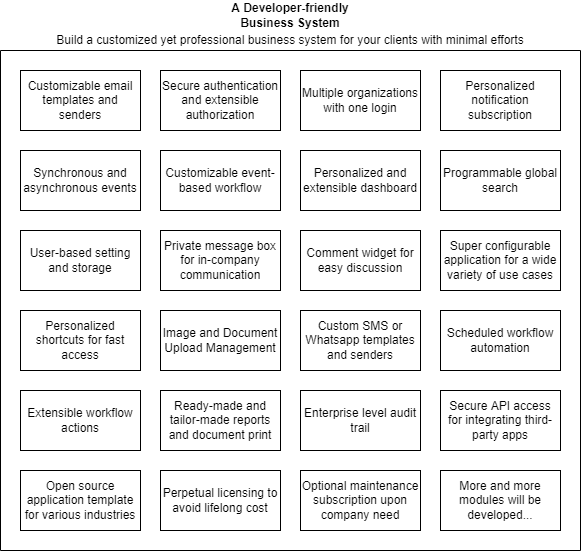 A Developer-friendly
Business System
Build a customized yet professional business system for your clients with minimal efforts
Customizable email
templates and
senders
Secure authentication
and extensible
authorization
Multiple organizations
with one login
Personalized
notification
subscription
Synchronous and
asynchronous events
Customizable event-
based workflow
Personalized and
extensible dashboard
Programmable global
search
User-based setting
and storage
Private message box
for in-company
communication
Comment widget for
easy discussion
Super configurable
application for a wide
variety of use cases
Personalized
shortcuts for fast
access
Image and Document
Upload Management
Custom SMS or
Whatsapp templates
and senders
Scheduled workflow
automation
Extensible workflow
actions
Ready-made and
tailor-made reports
and document print
Enterprise level audit
trail
Secure API access
for integrating third-
party apps
Open source
application template
for various industries
Perpetual licensing to
avoid lifelong cost
Optional maintenance
subscription upon
company need
More and more
modules will be
developed...